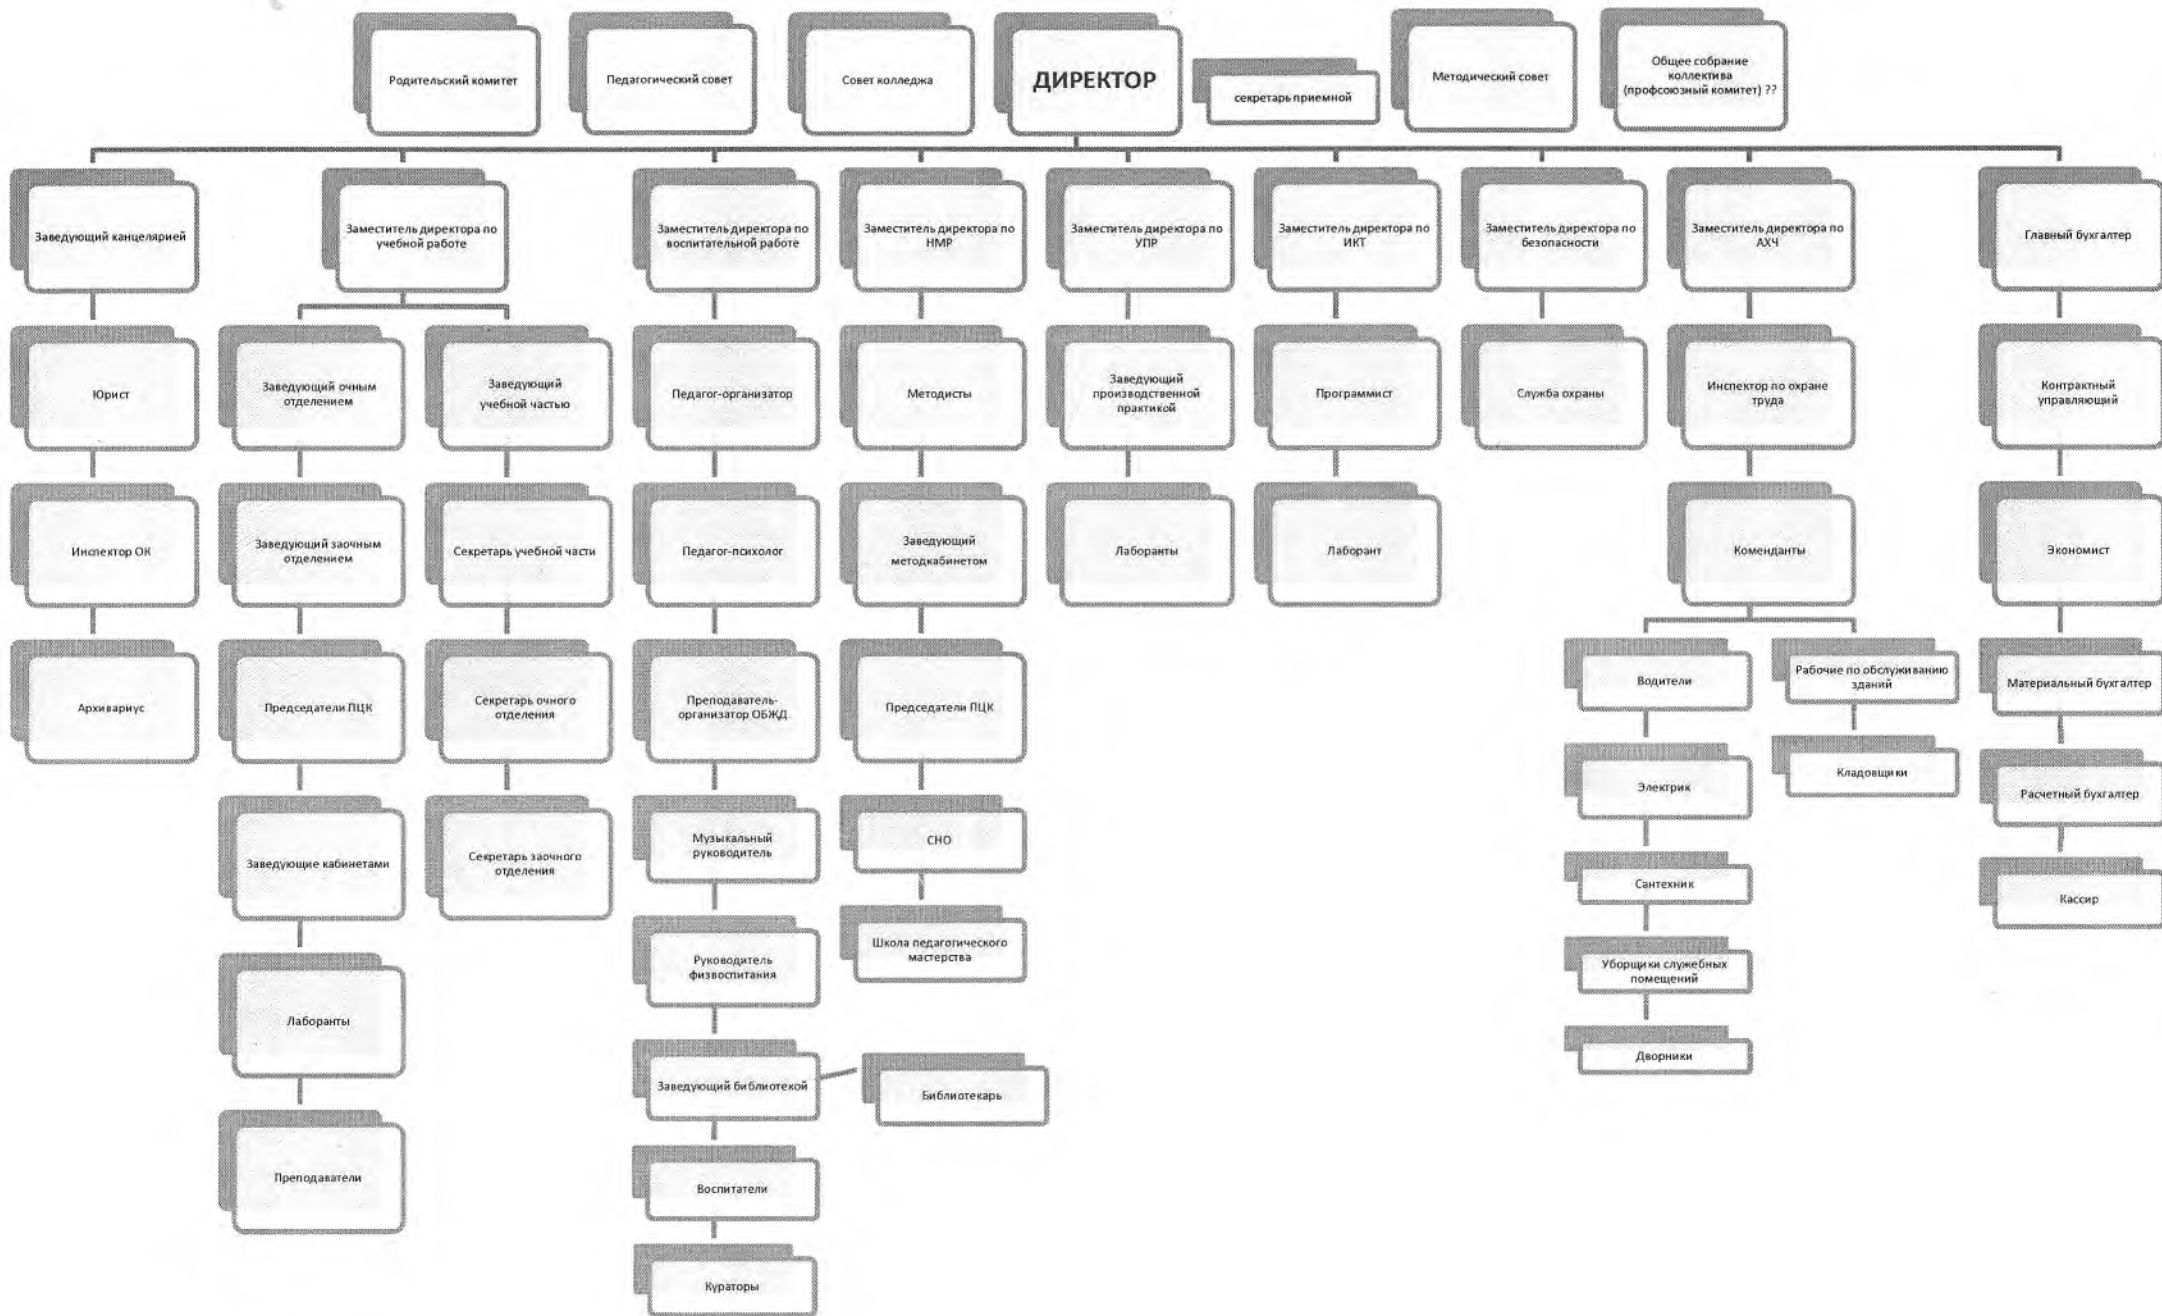 Родительский комитет
Педагогический совет
Совет колледжа
ДИРЕКТОР
секретарь приемной
Методический совет
Общее собрание
коллектива
(профсоюзный комитет) ??
Заведующий канцелярией
Заместитель директора по
учебной работе
Заместитель директора по
воспитательной работе
Заместитель директора по
НМР
Заместитель директора по
УПР
Заместитель директора по
ИКТ
Заместитель директора по
безопасности
Заместитель директора по
АХЧ
Главный бухгалтер
Юрист
Заведующий очным
отделением
Заведующий
учебной частью
Педагог-организатор
Методисты
Заведующий
производственной
практикой
Программист
Служба охраны
Инспектор по охране
труда
Контрактный
управляющий
Инспектор ОК
Заведующий заочным
отделением
Секретарь учебной части
Педагог-психолог
Заведующий
методкабинетом
Лаборанты
Лаборант
Коменданты
Экономист
Архивариус
Председатели ПЦК
Секретарь очного
отделения
Преподаватель-
организатор ОБЖД
Председатели ПЦК
Водители
Рабочие по обслуживанию
зданий
Материальный бухгалтер
Заведующие кабинетами
Секретарь заочного
отделения
Музыкальный
руководитель
СНО
Электрик
Кладовщики
Расчетный бухгалтер
Сантехник
Кассир
Лаборанты
Руководитель
физвоспитания
Школа педагогического
мастерства
Уборщики служебных
помещений
Дворники
Заведующий библиотекой
Библиотекарь
Преподаватели
Воспитатели
Кураторы